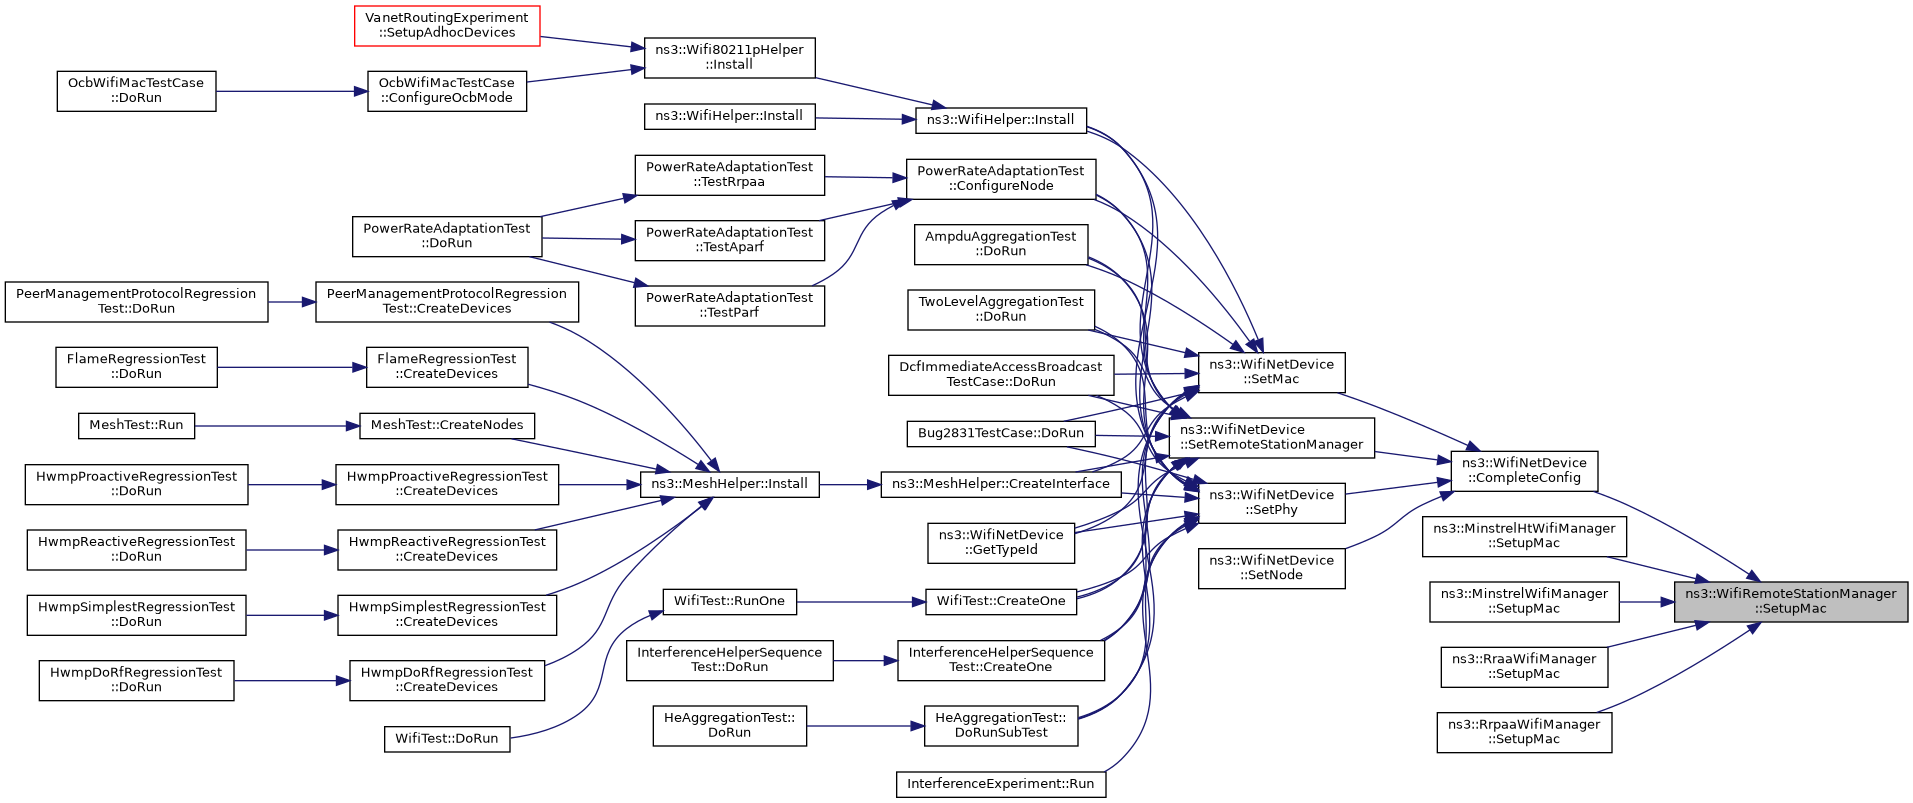 VanetRoutingExperiment
::SetupAdhocDevices
OcbWifiMacTestCase
::DoRun
OcbWifiMacTestCase
::ConfigureOcbMode
ns3::Wifi80211pHelper
::Install
ns3::WifiHelper::Install
ns3::WifiHelper::Install
PowerRateAdaptationTest
::DoRun
PowerRateAdaptationTest
::TestRrpaa
PowerRateAdaptationTest
::TestAparf
PowerRateAdaptationTest
::TestParf
PowerRateAdaptationTest
::ConfigureNode
AmpduAggregationTest
::DoRun
TwoLevelAggregationTest
::DoRun
DcfImmediateAccessBroadcast
TestCase::DoRun
Bug2831TestCase::DoRun
PeerManagementProtocolRegression
Test::DoRun
PeerManagementProtocolRegression
Test::CreateDevices
FlameRegressionTest
::DoRun
FlameRegressionTest
::CreateDevices
MeshTest::Run
MeshTest::CreateNodes
HwmpProactiveRegressionTest
::DoRun
HwmpProactiveRegressionTest
::CreateDevices
HwmpReactiveRegressionTest
::DoRun
HwmpReactiveRegressionTest
::CreateDevices
HwmpSimplestRegressionTest
::DoRun
HwmpSimplestRegressionTest
::CreateDevices
HwmpDoRfRegressionTest
::DoRun
HwmpDoRfRegressionTest
::CreateDevices
ns3::MeshHelper::Install
ns3::MeshHelper::CreateInterface
ns3::WifiNetDevice
::GetTypeId
WifiTest::DoRun
WifiTest::RunOne
WifiTest::CreateOne
InterferenceHelperSequence
Test::DoRun
InterferenceHelperSequence
Test::CreateOne
HeAggregationTest::
DoRun
HeAggregationTest::
DoRunSubTest
InterferenceExperiment::Run
ns3::WifiNetDevice
::SetMac
ns3::WifiNetDevice
::SetRemoteStationManager
ns3::WifiNetDevice
::SetPhy
ns3::WifiNetDevice
::SetNode
ns3::WifiNetDevice
::CompleteConfig
ns3::MinstrelHtWifiManager
::SetupMac
ns3::MinstrelWifiManager
::SetupMac
ns3::RraaWifiManager
::SetupMac
ns3::RrpaaWifiManager
::SetupMac
ns3::WifiRemoteStationManager
::SetupMac